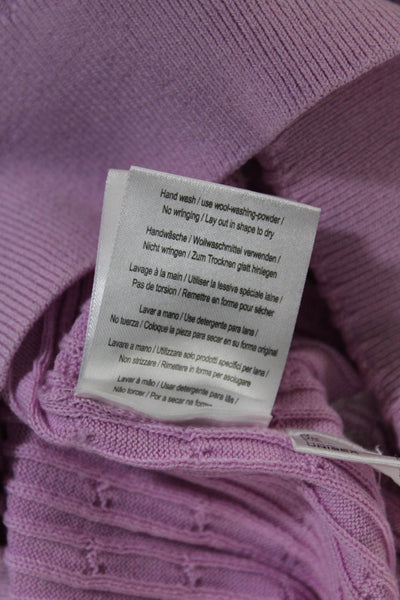 Hand wash / use wool-washing-powder /
No wringing / Lay out in shape to dry
Handwäsche / Wollwaschmittel verwenden /
Nicht wringen / Zum Trocknen glatt hinlegen
Lavage à la main / Utiliser la lessive spéciale laine /
Pas de torsion / Remettre en forme pour sécher
Lavar a mano / Use detergente para lana /
No tuerza / Coloque la pieza para secar en su forma original
Lavare a mano / Utilizzare solo prodotti specifici per lana /
Non strizzare / Rimettere in forma per asciugare
Lavar à mão / Usar detergente para lãs /
Não torcer / Por a secar na forma